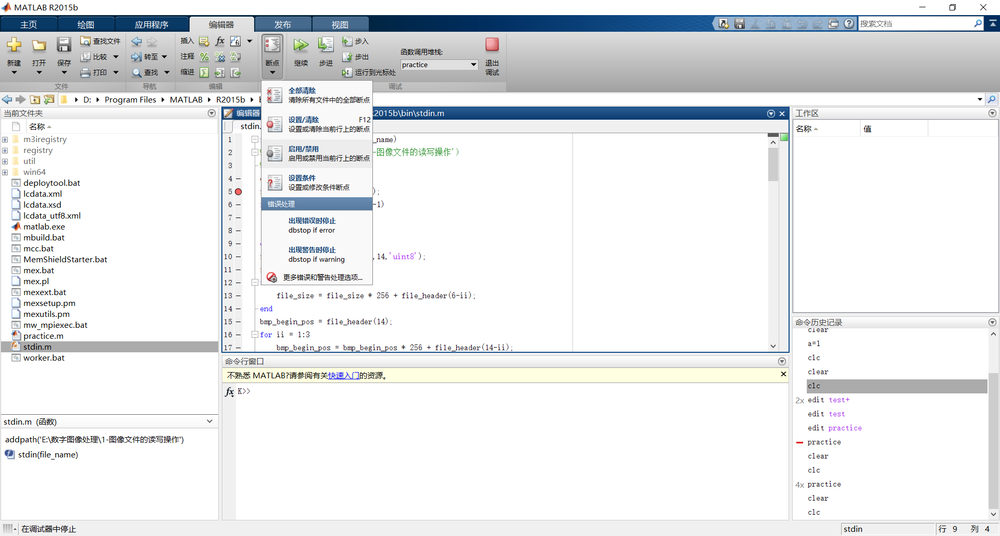 MATLAB R2015b
主页
绘图
应用程序
编辑器
发布
视图
搜索文档
新建
打开
保存
查找文件
比较
打印
转至
查找
插入
fx
注释
缩进
断点
继续
步进
步入
步出
运行到光标处
函数调用堆栈:
practice
退出
调试
文件
导航
编辑
调试
D:
Program Files
MATLAB
R2015b
当前文件夹
名称
m3iregistry
registry
util
win64
deploytool.bat
lcdata.xml
lcdata.xsd
lcdata_utf8.xml
matlab.exe
mbuild.bat
mcc.bat
MemShieldStarter.bat
mex.bat
mex.pl
mexext.bat
mexsetup.pm
mexutils.pm
mw_mpiexec.bat
practice.m
stdin.m
worker.bat
stdin.m (函数)
addpath('E:\数字图像处理\1-图像文件的读写操作')
stdin(file_name)
全部清除
清除所有文件中的全部断点
设置/清除 F12
设置或清除当前行上的断点
启用/禁用
启用或禁用当前行上的断点
设置条件
设置或修改条件断点
错误处理
出现错误时停止
dbstop if error
出现警告时停止
dbstop if warning
更多错误和警告处理选项...
编辑器
2015b\bin\stdin.m
stdin.
1 _name)
2 -图像文件的读写操作')
3
4
5 );
6 -1)
7
8
9
10 ,14,'uint8');
11
12
13 file_size = file_size * 256 + file_header(6-ii);
14 end
15 bmp_begin_pos = file_header(14);
16 for ii = 1:3
17 bmp_begin_pos = bmp_begin_pos * 256 + file_header(14-ii);
命令行窗口
不熟悉 MATLAB?请参阅有关快速入门的资源。
fx K>>
工作区
名称 值
命令历史记录
clear
a=1
clc
clear
clc
2x edit test+
edit test
edit practice
practice
clear
clc
4x practice
clear
clc
在调试器中停止
stdin
行 9 列 4